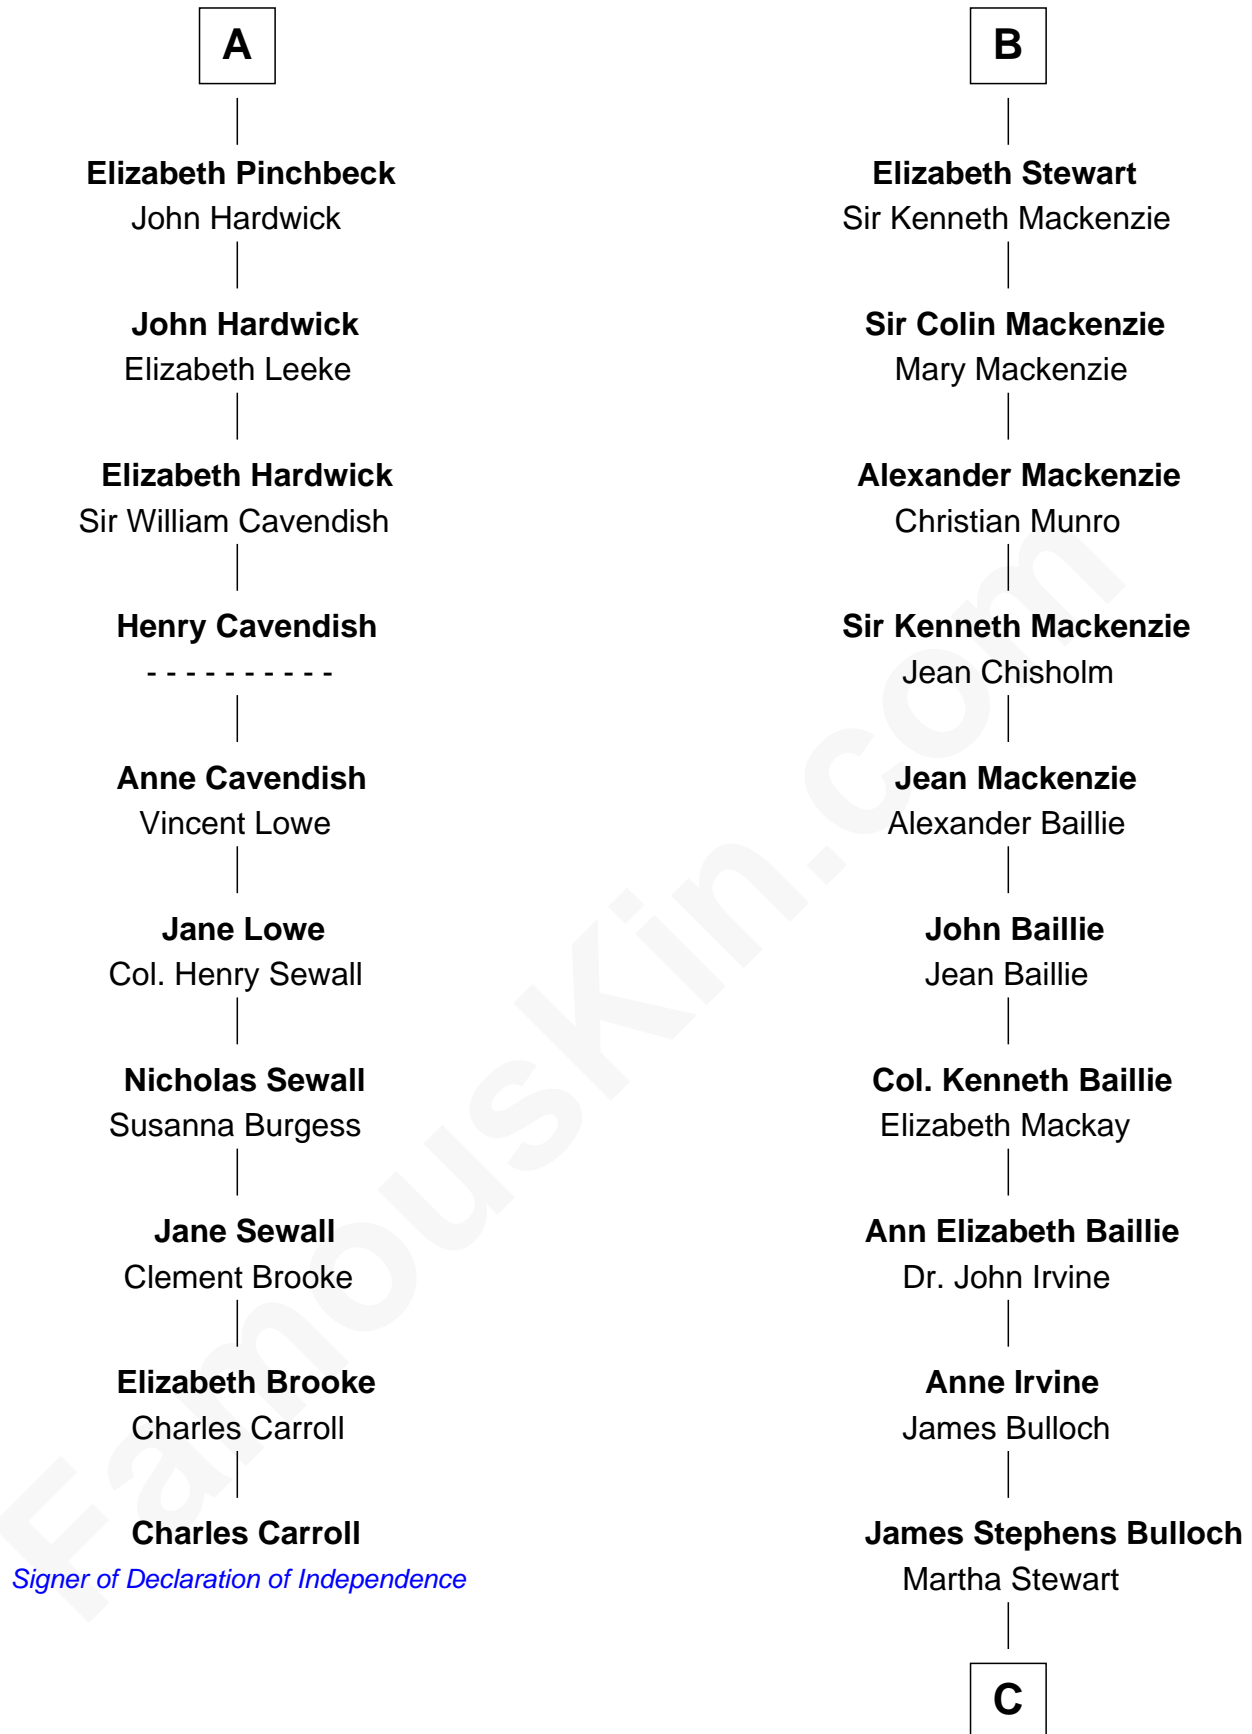 A
Elizabeth Pinchbeck
John Hardwick
John Hardwick
Elizabeth Leeke
Elizabeth Hardwick
Sir William Cavendish
Henry Cavendish
- - - - - - - - - -
Anne Cavendish
Vincent Lowe
Jane Lowe
Col. Henry Sewall
Nicholas Sewall
Susanna Burgess
Jane Sewall
Clement Brooke
Elizabeth Brooke
Charles Carroll
Charles Carroll
Signer of Declaration of Independence
B
Elizabeth Stewart
Sir Kenneth Mackenzie
Sir Colin Mackenzie
Mary Mackenzie
Alexander Mackenzie
Christian Munro
Sir Kenneth Mackenzie
Jean Chisholm
Jean Mackenzie
Alexander Baillie
John Baillie
Jean Baillie
Col. Kenneth Baillie
Elizabeth Mackay
Ann Elizabeth Baillie
Dr. John Irvine
Anne Irvine
James Bulloch
James Stephens Bulloch
Martha Stewart
C
FamousKin.com